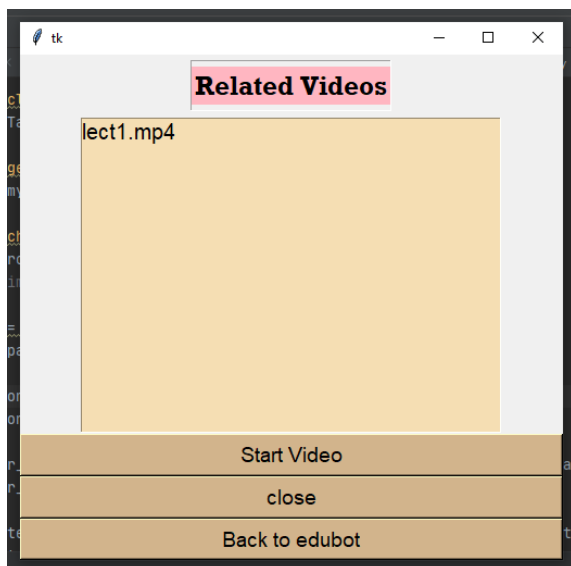 tk
Related Videos
lect1.mp4
Start Video
close
Back to edubot